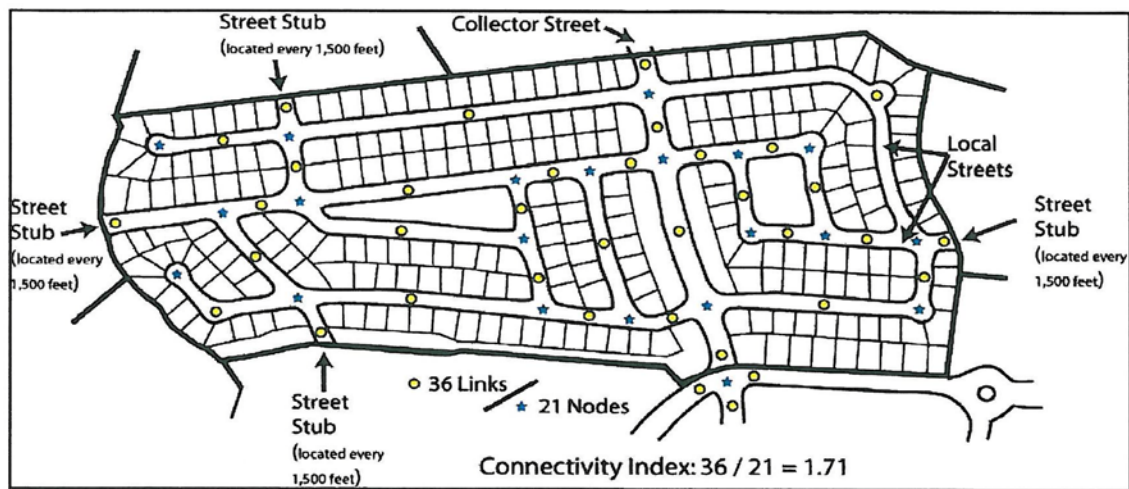 Street Stub
(located every 1,500 feet)
Collector Street
Local
Streets
Street
Stub
(located every
1,500 feet)
Street
Stub
(located every
1,500 feet)
Street
Stub
(located every
1,500 feet)
36 Links
21 Nodes
Connectivity Index: 36 / 21 = 1.71